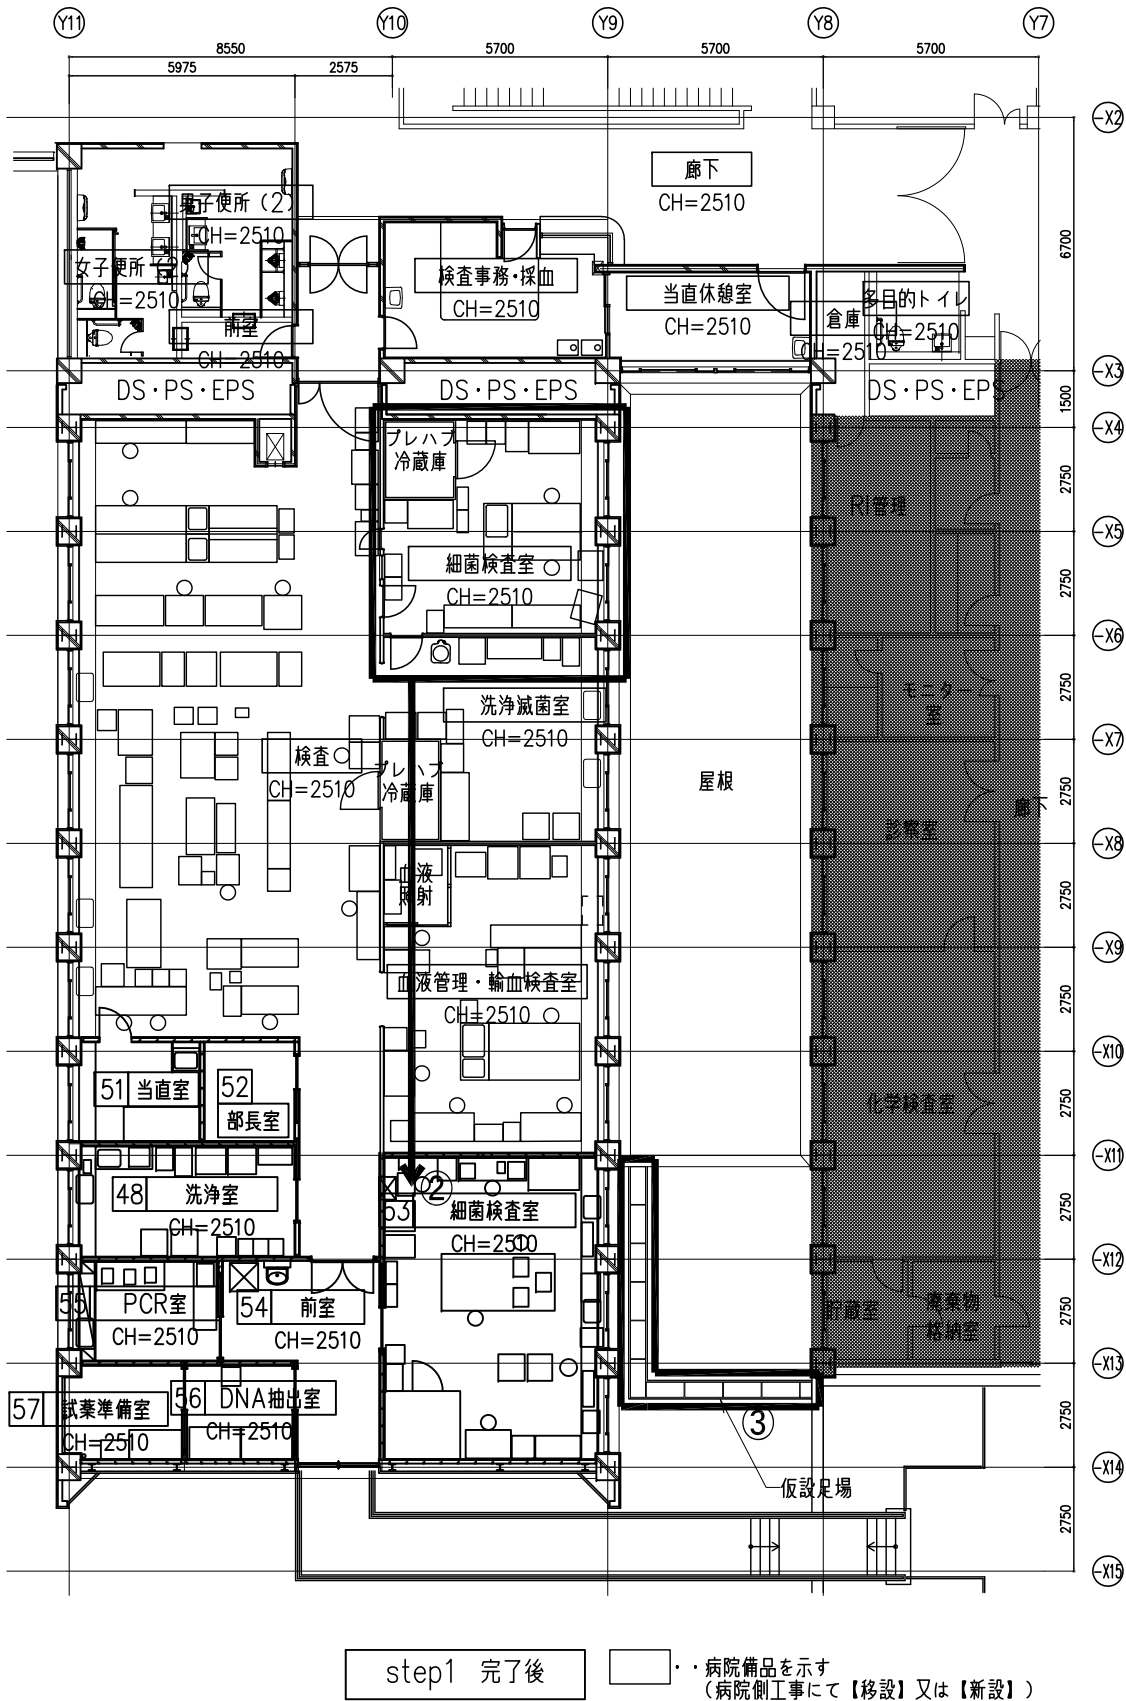 Y11
Y10
Y9
Y8
Y7
8550
5700
5700
5700
5975
2575
-X2
廊下
CH=2510
男子便所(2)
CH=2510
6700
女子便所
CH=2510
検査事務・採血
CH=2510
当直休憩室
CH=2510
多目的トイレ
CH=2510
倉庫
CH=2510
前室
CH=2510
-X3
DS・PS・EPS
DS・PS・EPS
DS・PS・EPS
1500
-X4
プレハブ
冷蔵庫
2750
RI管理
-X5
細菌検査室
CH=2510
2750
-X6
2750
モニター
室
洗浄滅菌室
CH=2510
-X7
検査
CH=2510
プレハブ
冷蔵庫
屋根
2750
廊下
診察室
-X8
血液
照射
2750
-X9
血液管理・輸血検査室
CH=2510
2750
-X10
51 当直室
52
部長室
化学検査室
2750
-X11
②
48 洗浄室
CH=2510
53 細菌検査室
CH=2510
2750
-X12
55 PCR室
CH=2510
54 前室
CH=2510
貯蔵室
廃棄物
格納室
2750
-X13
57 試薬準備室
CH=2510
56 DNA抽出室
CH=2510
③
2750
-X14
仮設足場
2750
-X15
step1 完了後
・・病院備品を示す
(病院側工事にて【移設】又は【新設】)